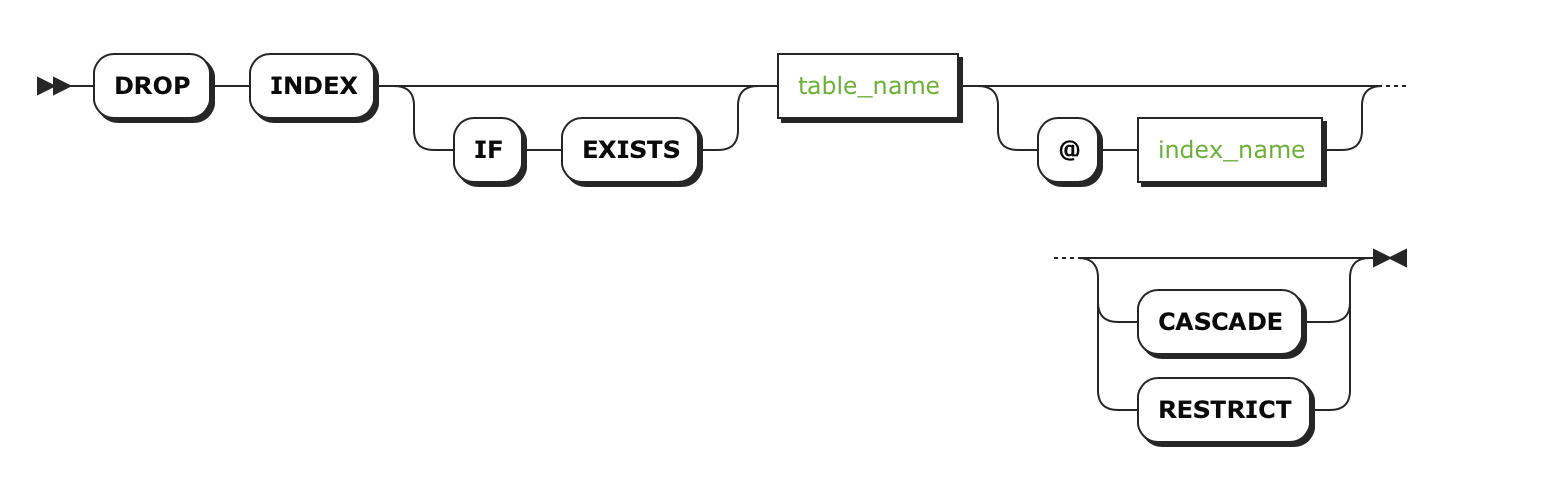 DROP INDEX table_name
IF EXISTS @ index_name
CASCADE
RESTRICT